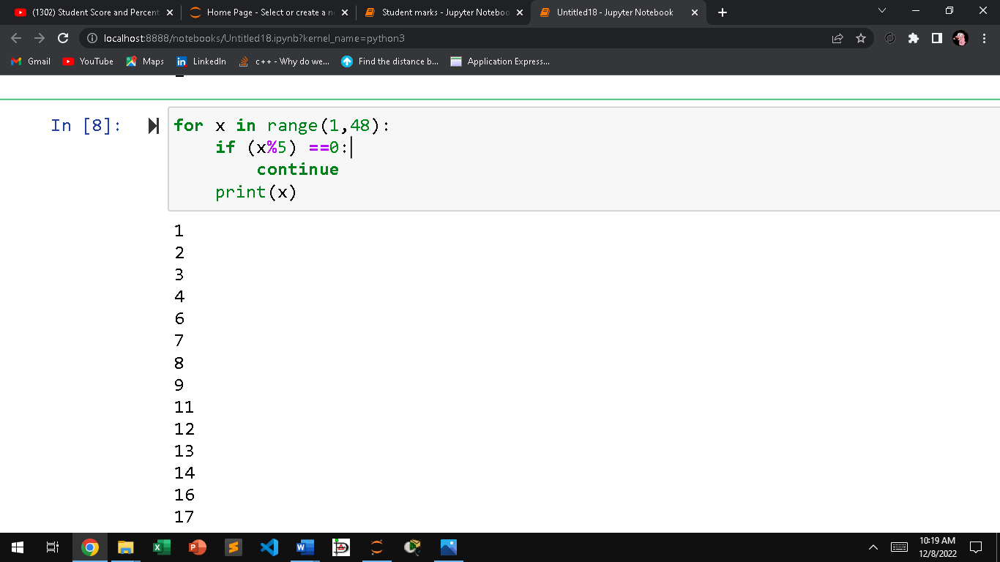 (1302) Student Score and Percent
Home Page - Select or create a n
Student marks - Jupyter Noteboo
Untitled18 - Jupyter Notebook
localhost:8888/notebooks/Untitled18.ipynb?kernel_name=python3
Gmail YouTube Maps LinkedIn c++ - Why do we... Find the distance b... Application Express...
In [8]:
for x in range(1,48):
    if (x%5) ==0:
        continue
    print(x)
1
2
3
4
6
7
8
9
11
12
13
14
16
17
10:19 AM
12/8/2022